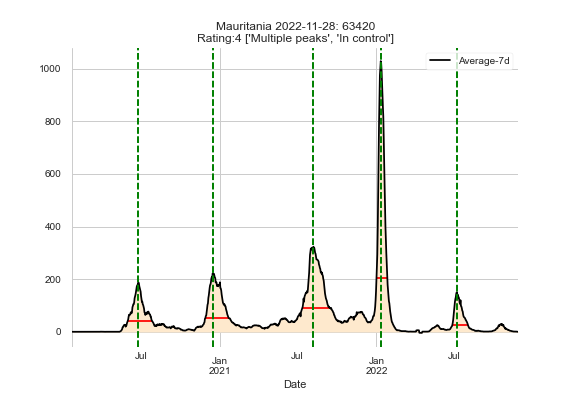 Mauritania 2022-11-28: 63420
Rating:4 ['Multiple peaks', 'In control']
Average-7d
1000
800
600
400
200
0
Jul
Jan
2021
Jul
Jan
2022
Jul
Date